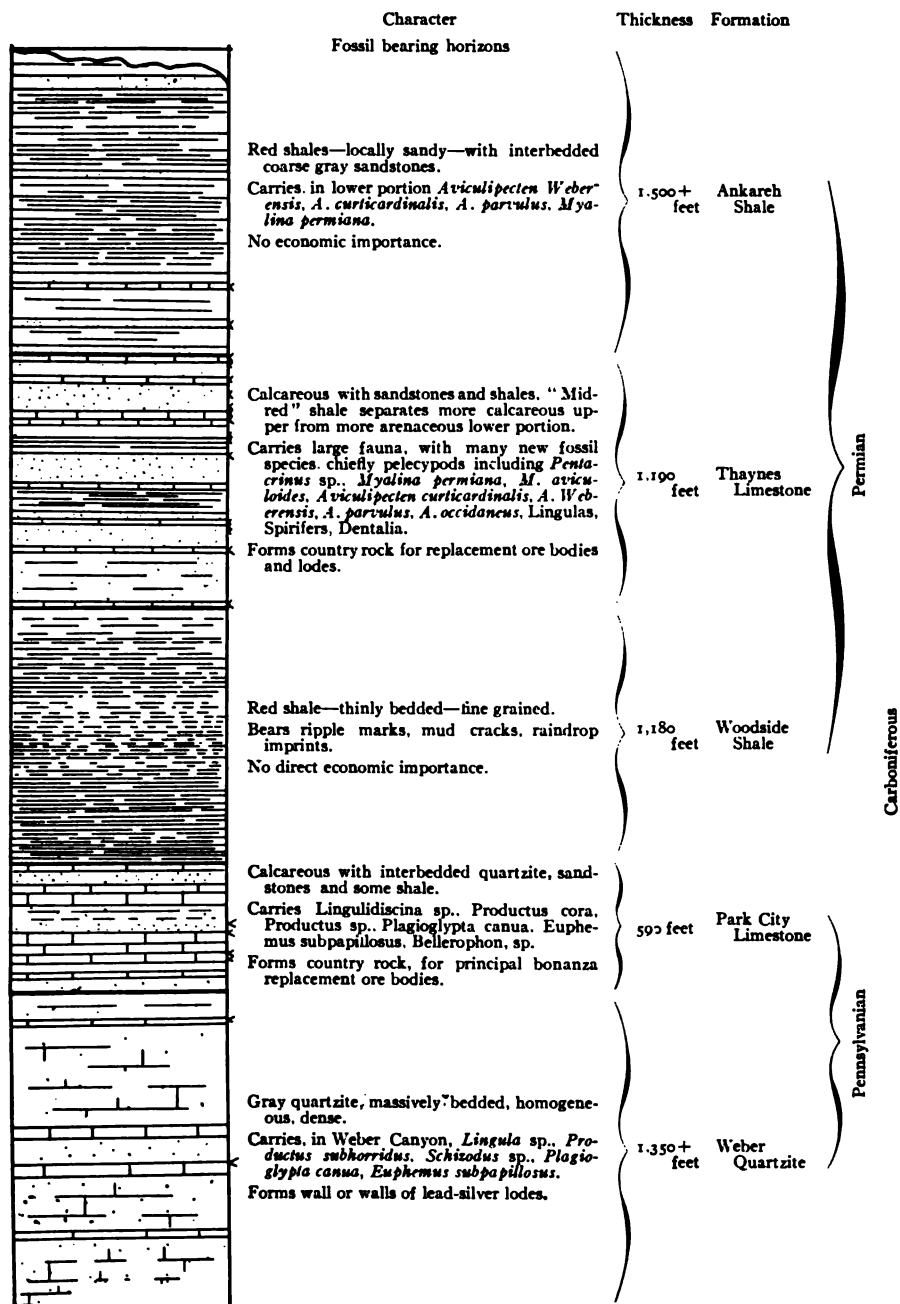 Character Thickness Formation
Fossil bearing horizons
Red shales—locally sandy—with interbedded
coarse gray sandstones.
Carries. in lower portion Aviculipecten Weber-
ensis, A. curticardinalis, A. parvulus, Mya-
lina permiana.
No economic importance.
1.500+
feet
Ankareh
Shale
Calcareous with sandstones and shales. “Mid-
red” shale separates more calcareous up-
per from more arenaceous lower portion.
Carries large fauna, with many new fossil
species. chiefly pelecypods including Penta-
crinus sp., Myalina permiana, M. avicu-
loides, Aviculipecten curticardinalis, A. Web-
erensis, A. parvulus, A. occidaneus, Lingulas,
Spirifers, Dentalia.
Forms country rock for replacement ore bodies
and lodes.
1.190
feet
Thaynes
Limestone
Permian
Red shale—thinly bedded—fine grained.
Bears ripple marks, mud cracks, raindrop
imprints.
No direct economic importance.
1,180
feet
Woodside
Shale
Carboniferous
Calcareous with interbedded quartzite, sand-
stones and some shale.
Carries Lingulidiscina sp., Productus cora,
Productus sp., Plagioglypta canua. Euphe-
mus subpapillosus, Bellerophon, sp.
Forms country rock, for principal bonanza
replacement ore bodies.
590 feet
Park City
Limestone
Pennsylvanian
Gray quartzite, massively bedded, homogene-
ous, dense.
Carries, in Weber Canyon, Lingula sp., Pro-
ductus subhorridus, Schizodus sp., Plagio-
glypta canua, Euphemus subpapillosus.
Forms wall or walls of lead-silver lodes.
1.350+
feet
Weber
Quartzite